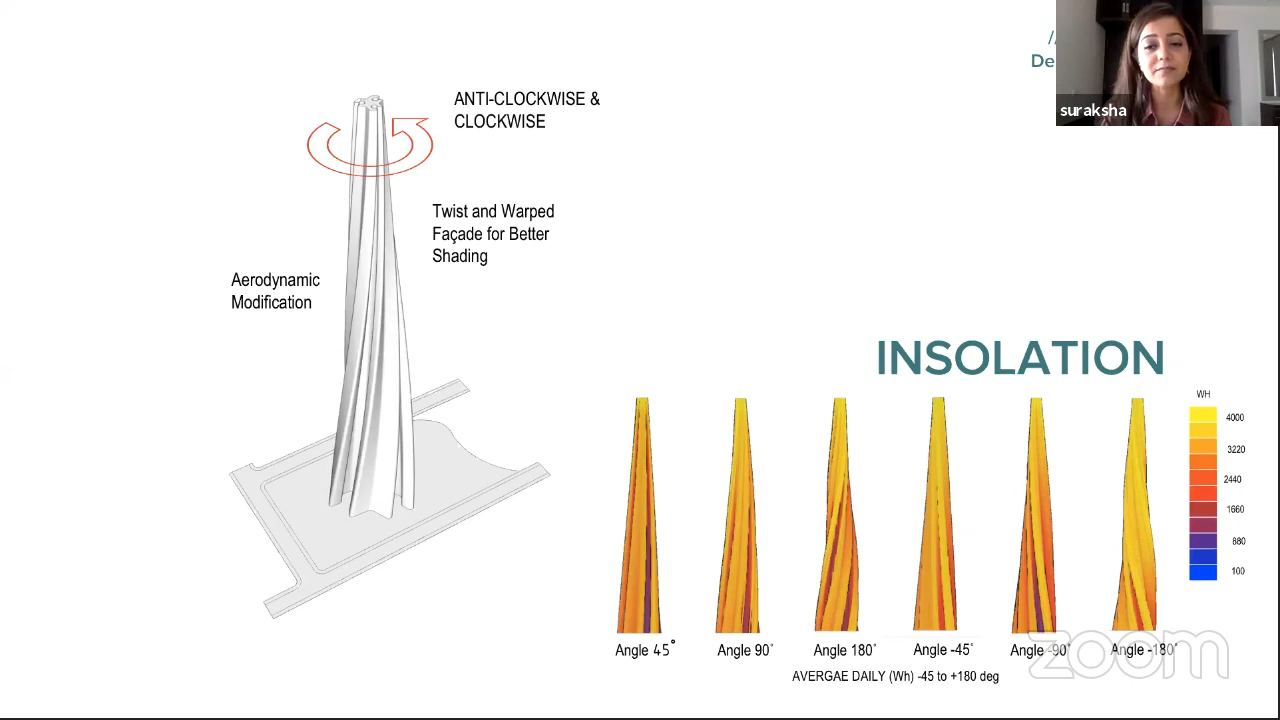 //
De
suraksha
ANTI-CLOCKWISE &
CLOCKWISE
Twist and Warped
Façade for Better
Shading
Aerodynamic
Modification
INSOLATION
WH
4000
3220
2440
1660
880
100
Angle 45°
Angle 90°
Angle 180°
Angle -45°
Angle -90°
Angle -180°
AVERGAE DAILY (Wh) -45 to +180 deg
zoom